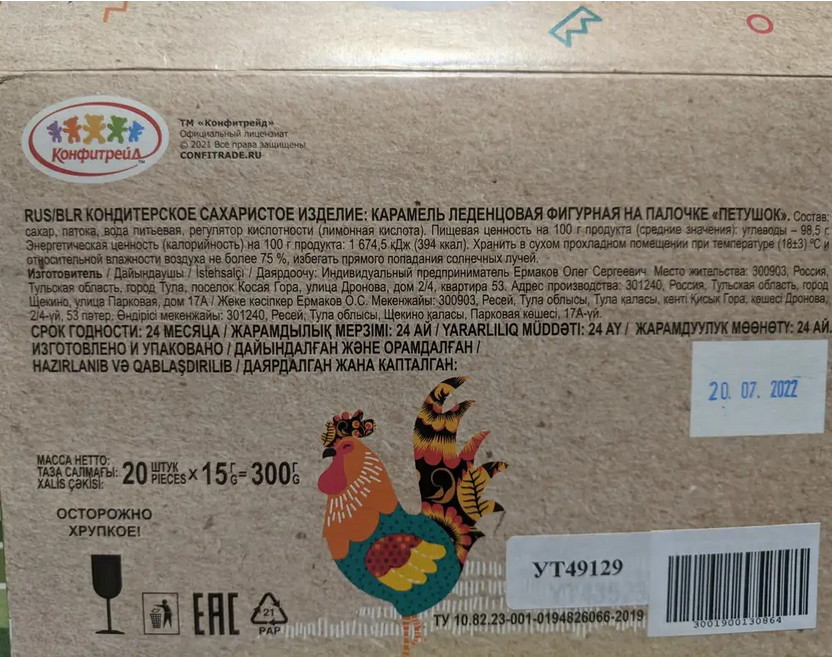 Конфитрейд
TM
ТМ «Конфитрейд»
Официальный лицензиат
© 2021 Все права защищены
CONFITRADE.RU
RUS/BLR КОНДИТЕРСКОЕ САХАРИСТОЕ ИЗДЕЛИЕ: КАРАМЕЛЬ ЛЕДЕНЦОВАЯ ФИГУРНАЯ НА ПАЛОЧКЕ «ПЕТУШОК». Состав:
сахар, патока, вода питьевая, регулятор кислотности (лимонная кислота). Пищевая ценность на 100 г продукта (средние значения): углеводы – 98,5 г.
Энергетическая ценность (калорийность) на 100 г продукта: 1 674,5 кДж (394 ккал). Хранить в сухом прохладном помещении при температуре (18±3) °С и
относительной влажности воздуха не более 75 %, избегать прямого попадания солнечных лучей.
Изготовитель / Дайындаушы / İstehsalçi / Даярдоочу: Индивидуальный предприниматель Ермаков Олег Сергеевич. Место жительства: 300903, Россия,
Тульская область, город Тула, поселок Косая Гора, улица Дронова, дом 2/4, квартира 53. Адрес производства: 301240, Россия, Тульская область, город
Щекино, улица Парковая, дом 17А / Жеке кәсіпкер Ермаков О.С. Мекенжайы: 300903, Ресей, Тула облысы, Тула каласы, кенті Қисық Гора, көшесі Дронова,
2/4-үй, 53 пәтер. Өндірісі мекенжайы: 301240, Ресей, Тула облысы, Щекино қаласы, Парковая көшесі, 17А-үй.
СРОК ГОДНОСТИ: 24 МЕСЯЦА / ЖАРАМДЫЛЫҚ МЕРЗІМІ: 24 АЙ / YARARLILIQ MÜDDƏTİ: 24 AY / ЖАРАМДУУЛУК МӨӨНӨТҮ: 24 АЙ.
ИЗГОТОВЛЕНО И УПАКОВАНО / ДАЙЫНДАЛҒАН ЖӘНЕ ОРАМДАЛҒАН /
HAZIRLANIB VƏ QABLAŞDIRILIB / ДАЯРДАЛГАН ЖАНА КАПТАЛГАН:
20. 07. 2022
МАССА НЕТТО:
ТАЗА САЛМАҒЫ:
XALIS ÇƏKİSİ:
20 ШТУК PIECES × 15 Г G = 300 Г G
ОСТОРОЖНО
ХРУПКОЕ!
EAC
21
PAP
УТ49129
3001900130864
ТУ 10.82.23-001-0194826066-2019